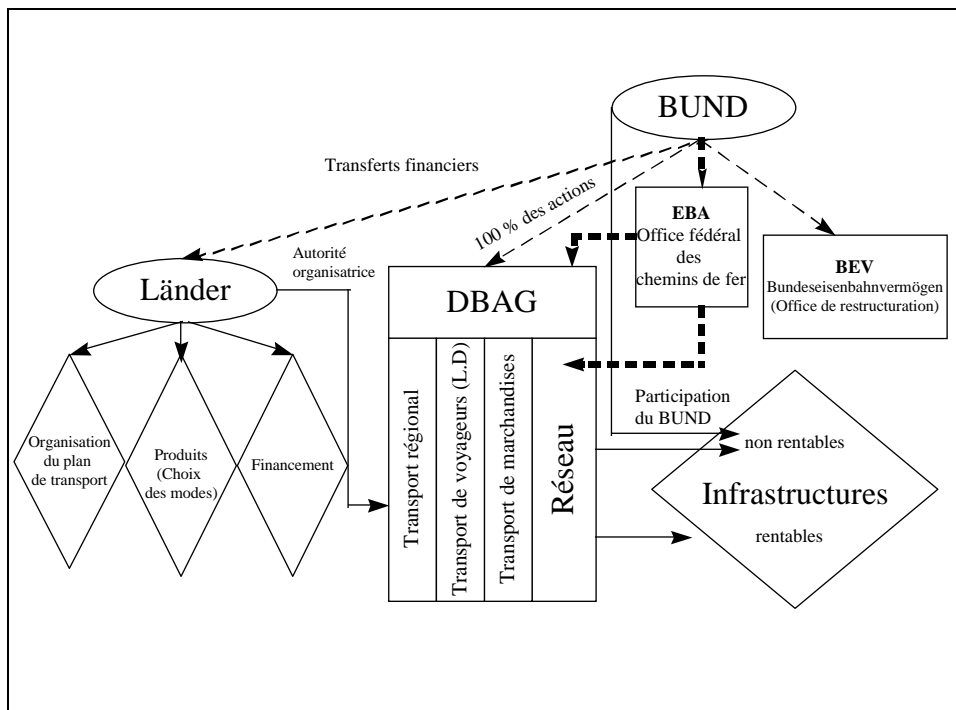 BUND
Transferts financiers
100 % des actions
EBA
Office fédéral
des
chemins de fer
BEV
Bundeseisenbahnvermögen
(Office de restructuration)
Autorité
organisatrice
Länder
DBAG
Organisation
du plan
de transport
Produits
(Choix
des modes)
Financement
Transport régional
Transport de voyageurs (L.D)
Transport de marchandises
Réseau
Participation
du BUND
non rentables
Infrastructures
rentables